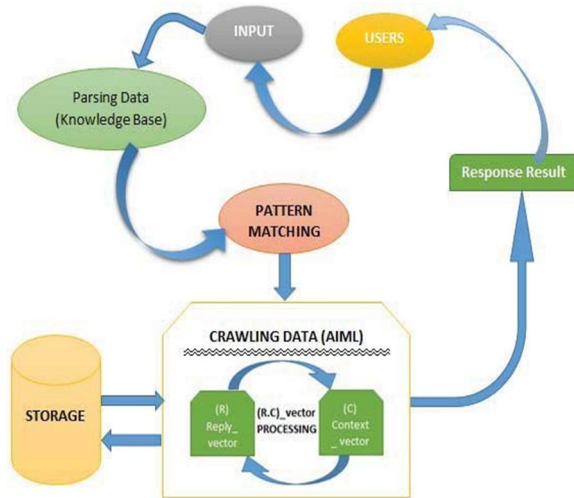 INPUT
USERS
Parsing Data
(Knowledge Base)
Response Result
PATTERN
MATCHING
CRAWLING DATA (AIML)
STORAGE
(R)
Reply_
vector
(R.C)_vector
PROCESSING
(C)
Context
_ vector